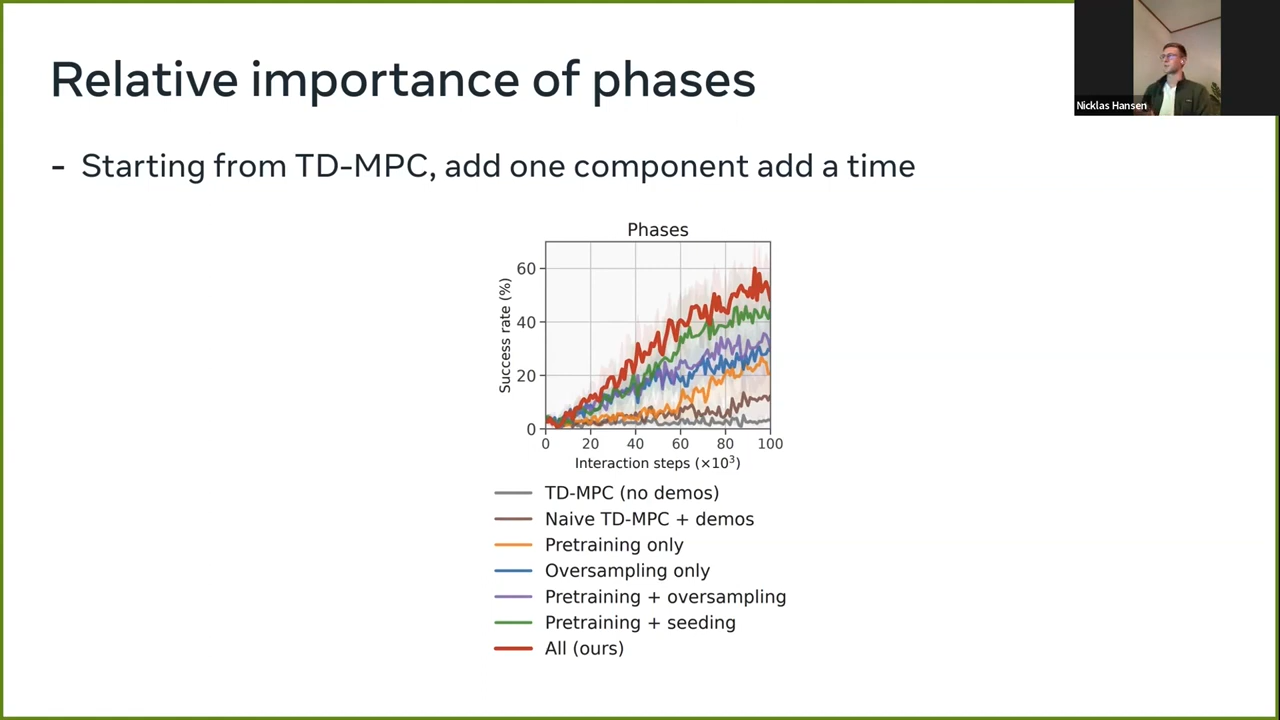 Relative importance of phases
Nicklas Hansen
- Starting from TD-MPC, add one component add a time
Phases
Success rate (%)
60
40
20
0
0 20 40 60 80 100
Interaction steps (×10³)
TD-MPC (no demos)
Naive TD-MPC + demos
Pretraining only
Oversampling only
Pretraining + oversampling
Pretraining + seeding
All (ours)